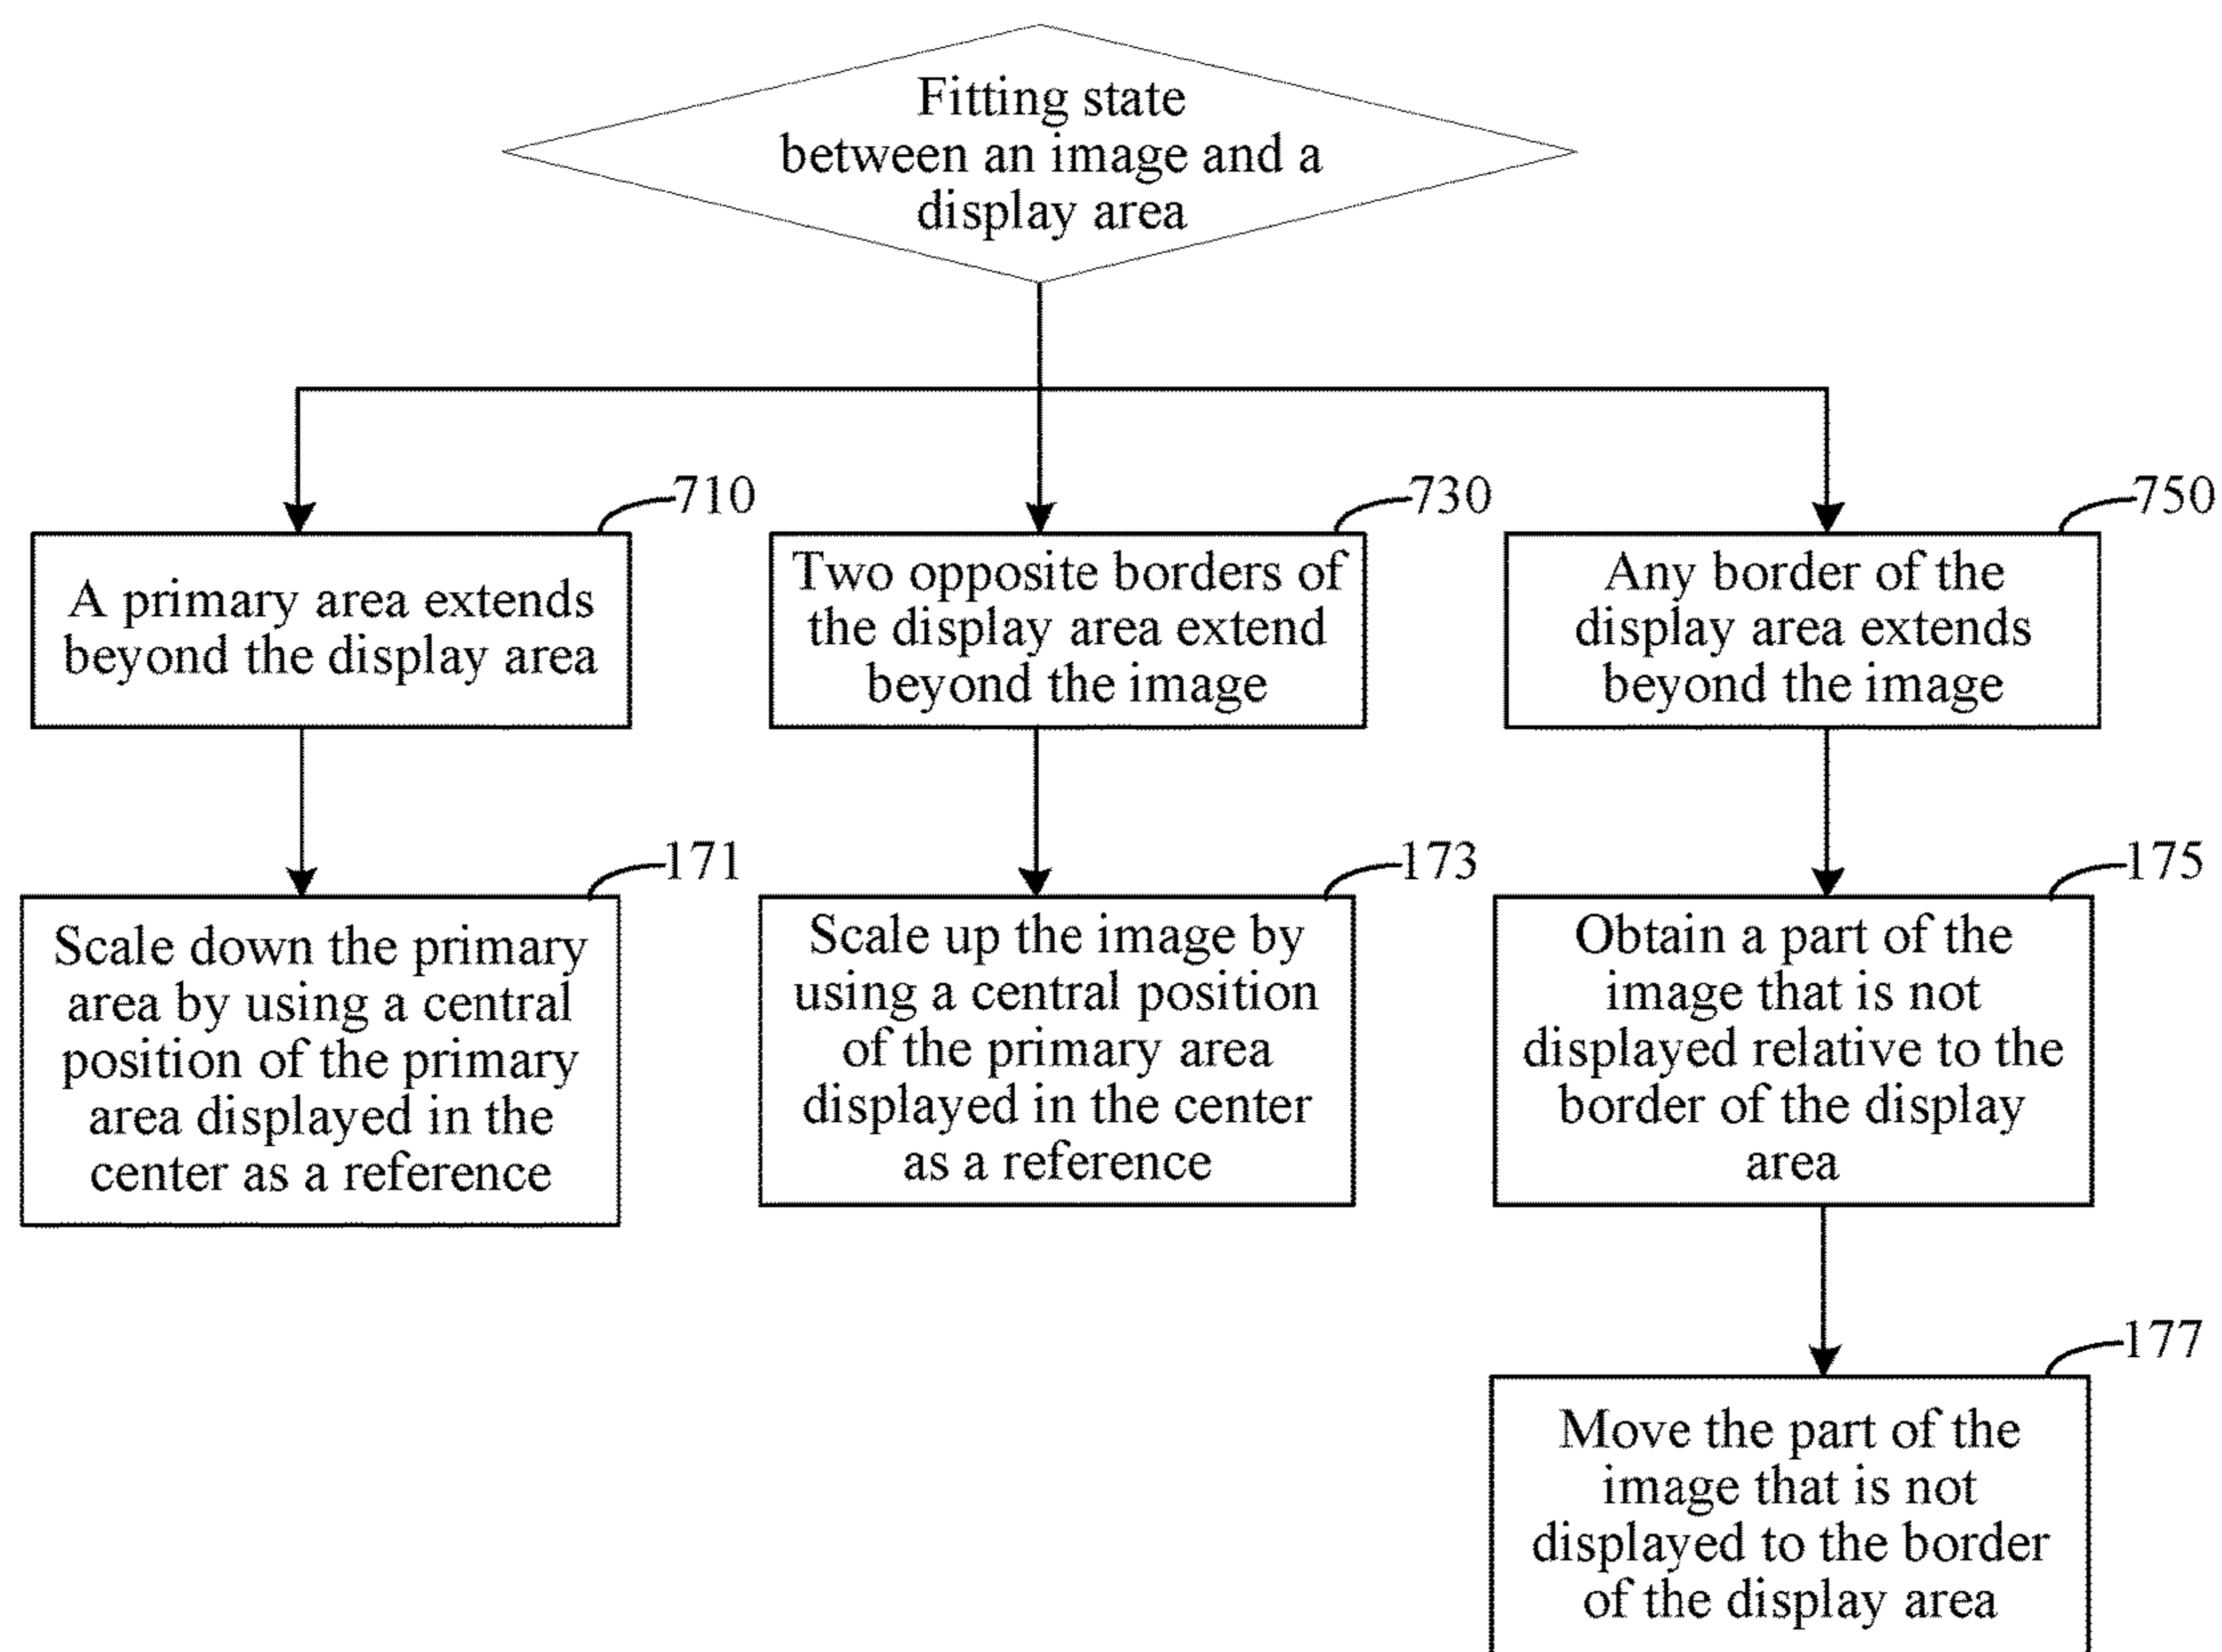 Fitting state
between an image and a
display area
710
A primary area extends
beyond the display area
730
Two opposite borders of
the display area extend
beyond the image
750
Any border of the
display area extends
beyond the image
171
Scale down the primary
area by using a central
position of the primary
area displayed in the
center as a reference
173
Scale up the image by
using a central position
of the primary area
displayed in the center
as a reference
175
Obtain a part of the
image that is not
displayed relative to the
border of the display
area
177
Move the part of the
image that is not
displayed to the border
of the display area